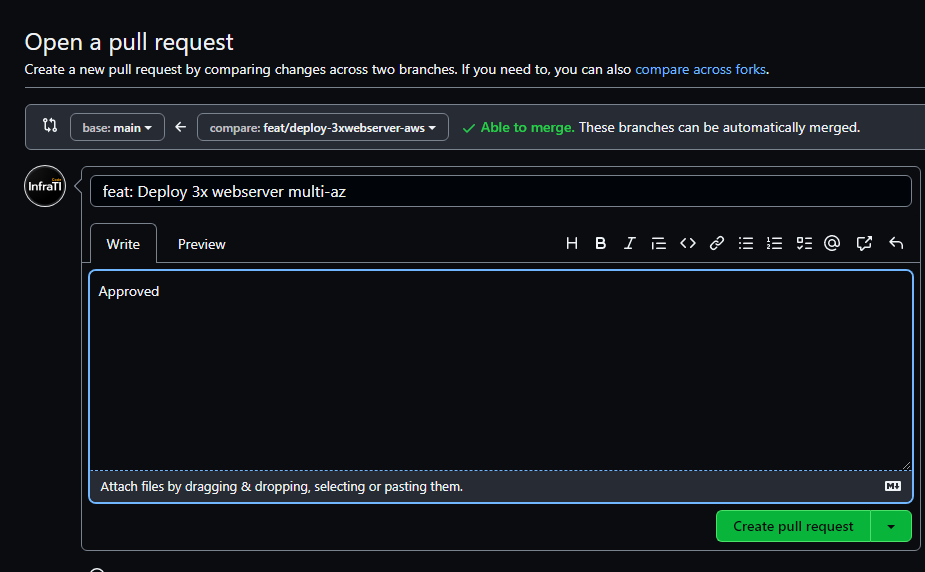 Open a pull request
Create a new pull request by comparing changes across two branches. If you need to, you can also compare across forks.
base: main
compare: feat/deploy-3xwebserver-aws
Able to merge. These branches can be automatically merged.
Code
InfraTI
feat: Deploy 3x webserver multi-az
Write
Preview
H B I
Approved
Attach files by dragging & dropping, selecting or pasting them.
Create pull request